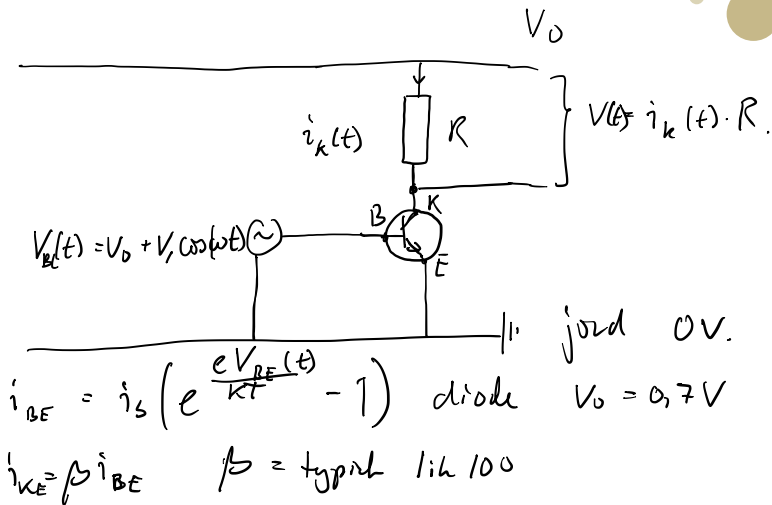 V₀
i_k(t) R V(t) = i_k(t) · R.
B K
V_BE(t) = V₀ + V₁ cos(ωt) ~
E
jord 0V.
i_BE = i_s ( e^{eV_BE(t)/KT} - 1 ) diode V₀ = 0,7V
i_KE = β i_BE β = typisk lik 100